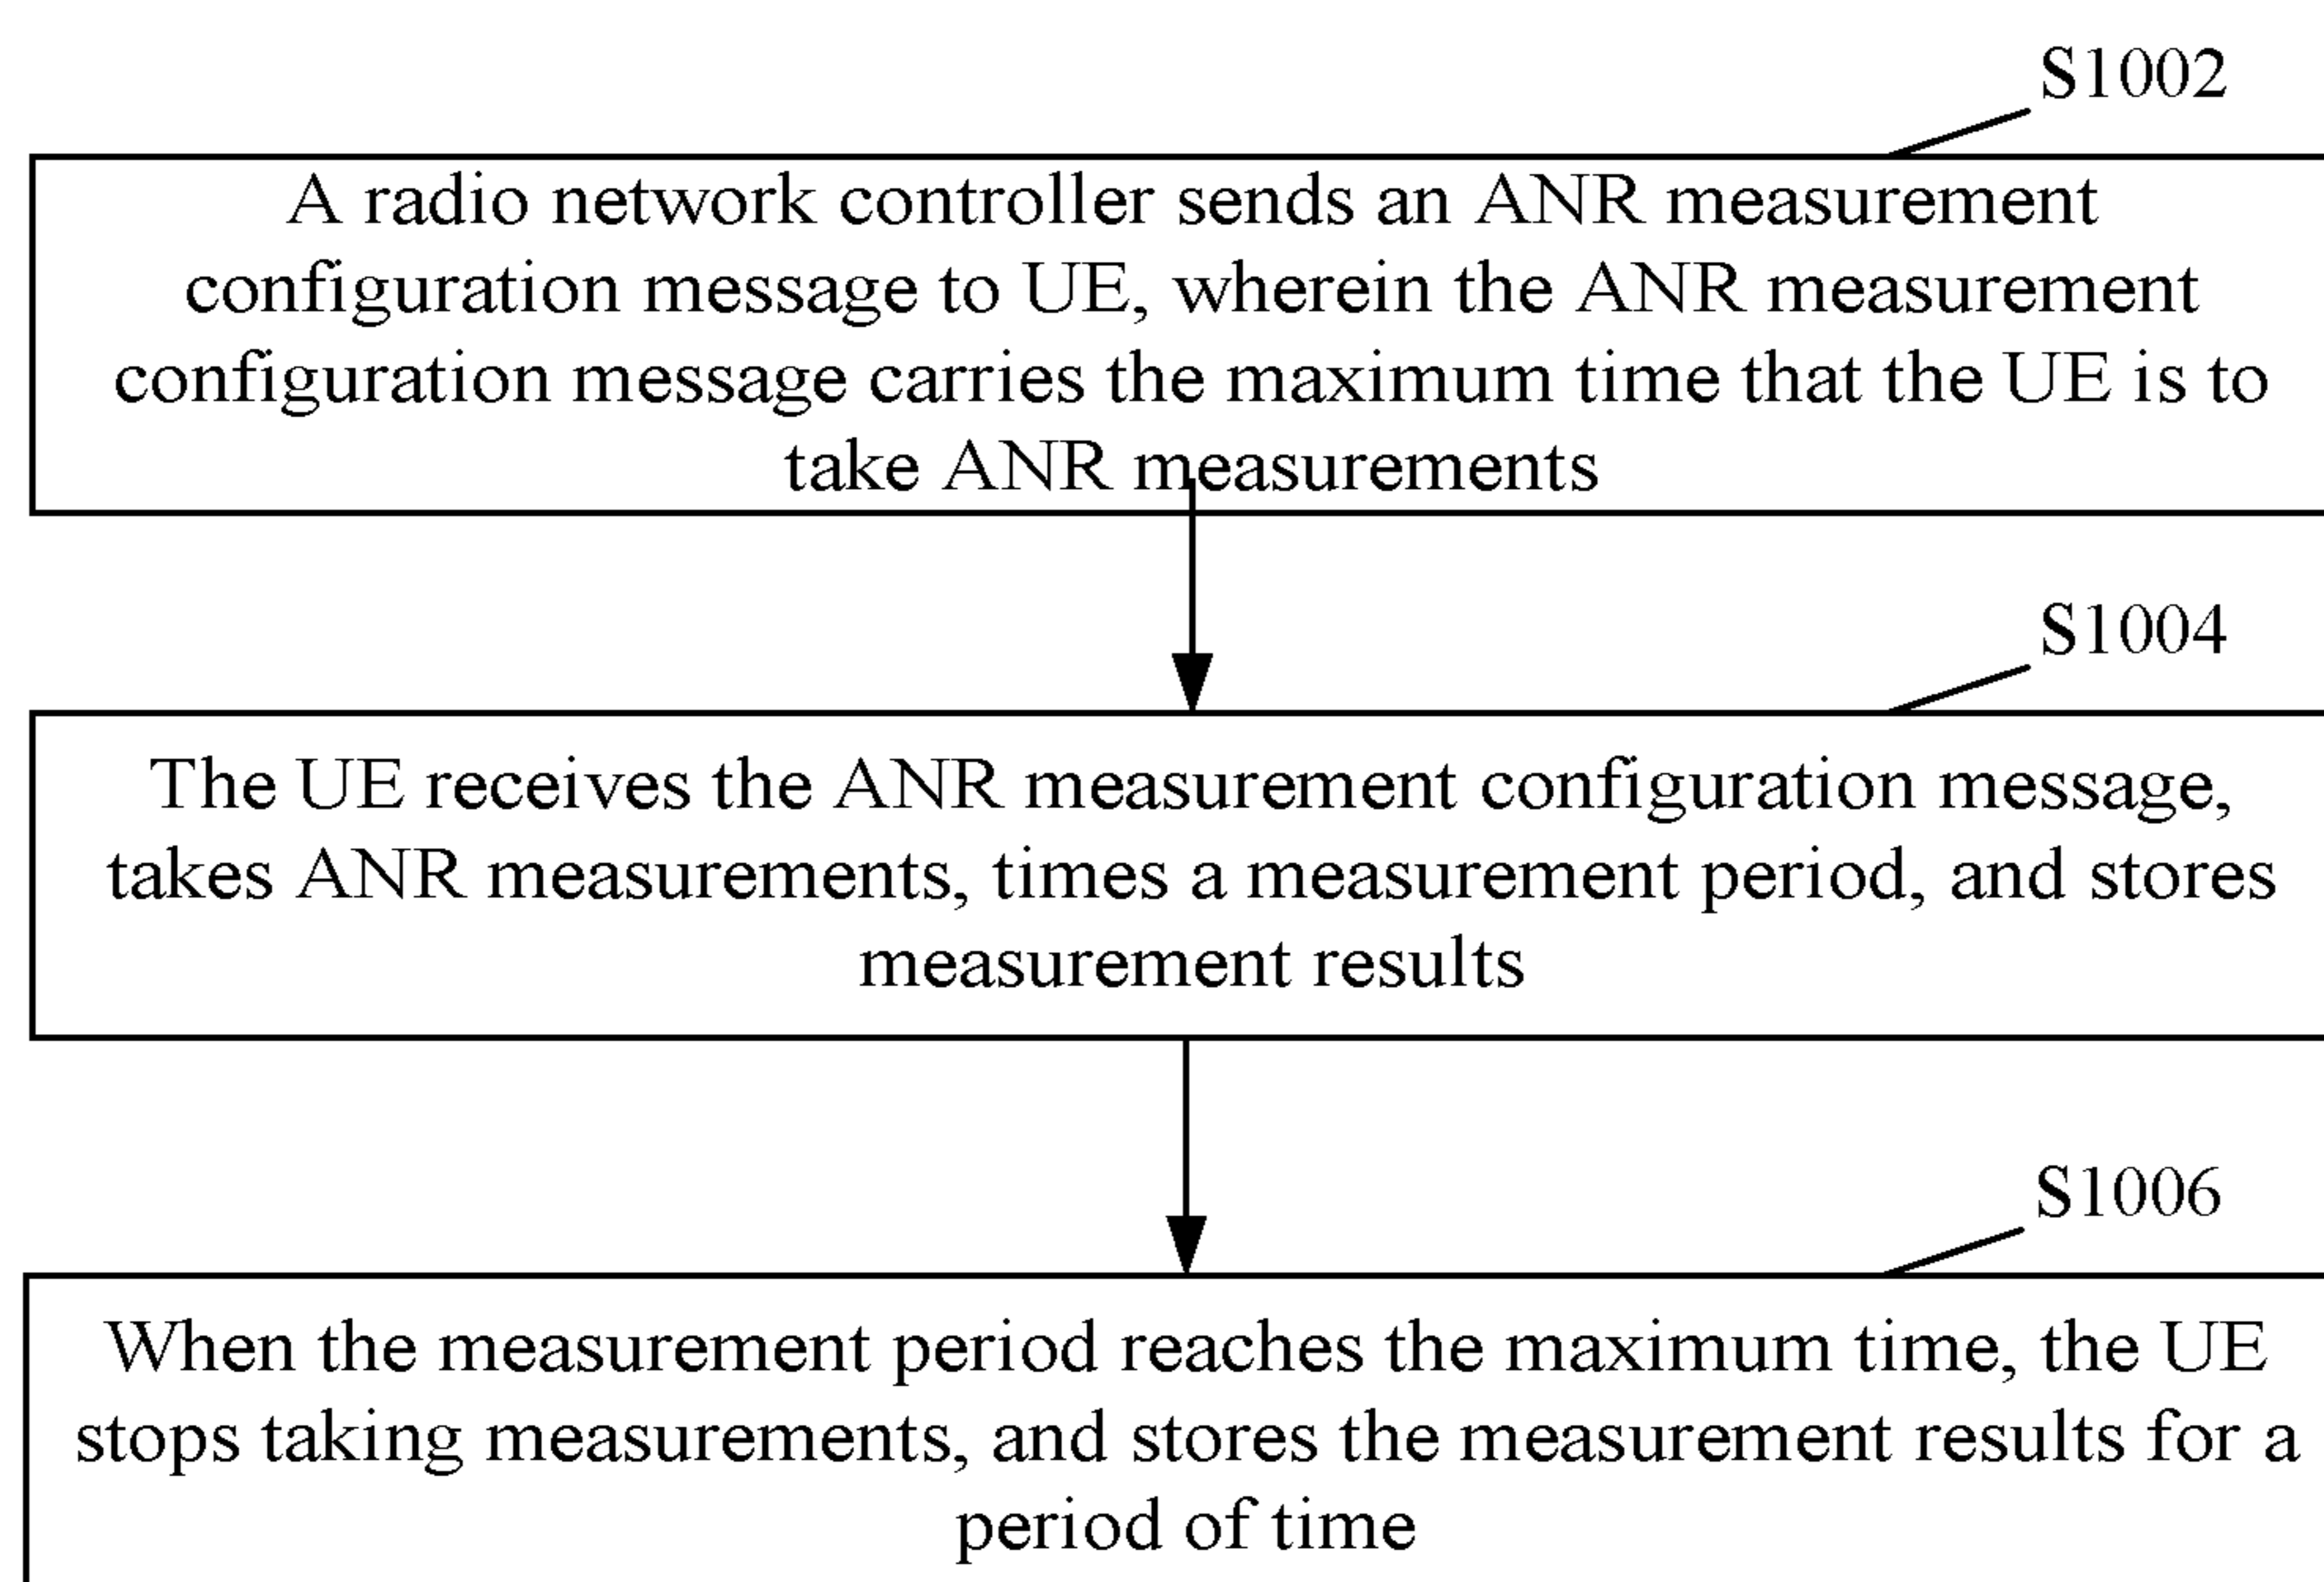 S1002
A radio network controller sends an ANR measurement
configuration message to UE, wherein the ANR measurement
configuration message carries the maximum time that the UE is to
take ANR measurements
S1004
The UE receives the ANR measurement configuration message,
takes ANR measurements, times a measurement period, and stores
measurement results
S1006
When the measurement period reaches the maximum time, the UE
stops taking measurements, and stores the measurement results for a
period of time